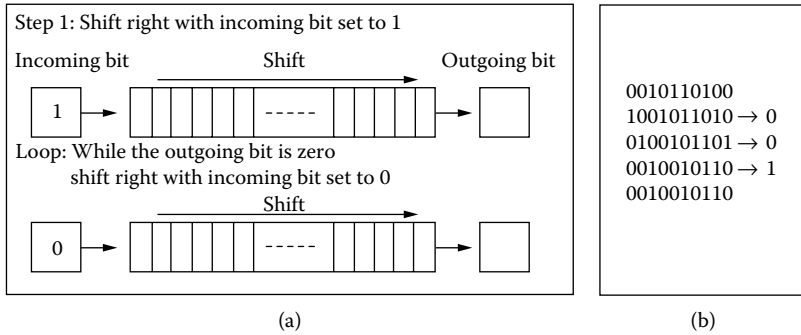 Step 1: Shift right with incoming bit set to 1
Incoming bit Shift Outgoing bit
1
Loop: While the outgoing bit is zero
shift right with incoming bit set to 0
Shift
0
(a)
0010110100
1001011010 → 0
0100101101 → 0
0010010110 → 1
0010010110
(b)